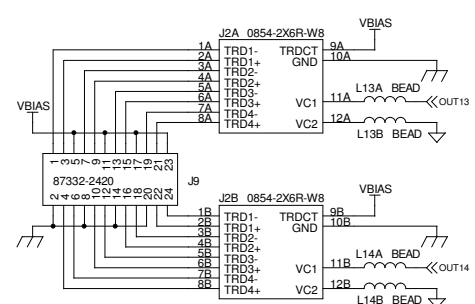 J2A 0854-2X6R-W8
VBIAS
1A TRD1- TRDCT 9A
2A TRD1+ GND 10A
3A TRD2-
4A TRD2+
5A TRD3-
6A TRD3+ VC1 11A
7A TRD4-
8A TRD4+ VC2 12A
L13A BEAD
OUT13
L13B BEAD
VBIAS
1 3 5 7 9 11 13 15 17 19 21 23
87332-2420
J9
2 4 6 8 10 12 14 16 18 20 22 24
J2B 0854-2X6R-W8
VBIAS
1B TRD1- TRDCT 9B
2B TRD1+ GND 10B
3B TRD2-
4B TRD2+
5B TRD3-
6B TRD3+ VC1 11B
7B TRD4-
8B TRD4+ VC2 12B
L14A BEAD
OUT14
L14B BEAD